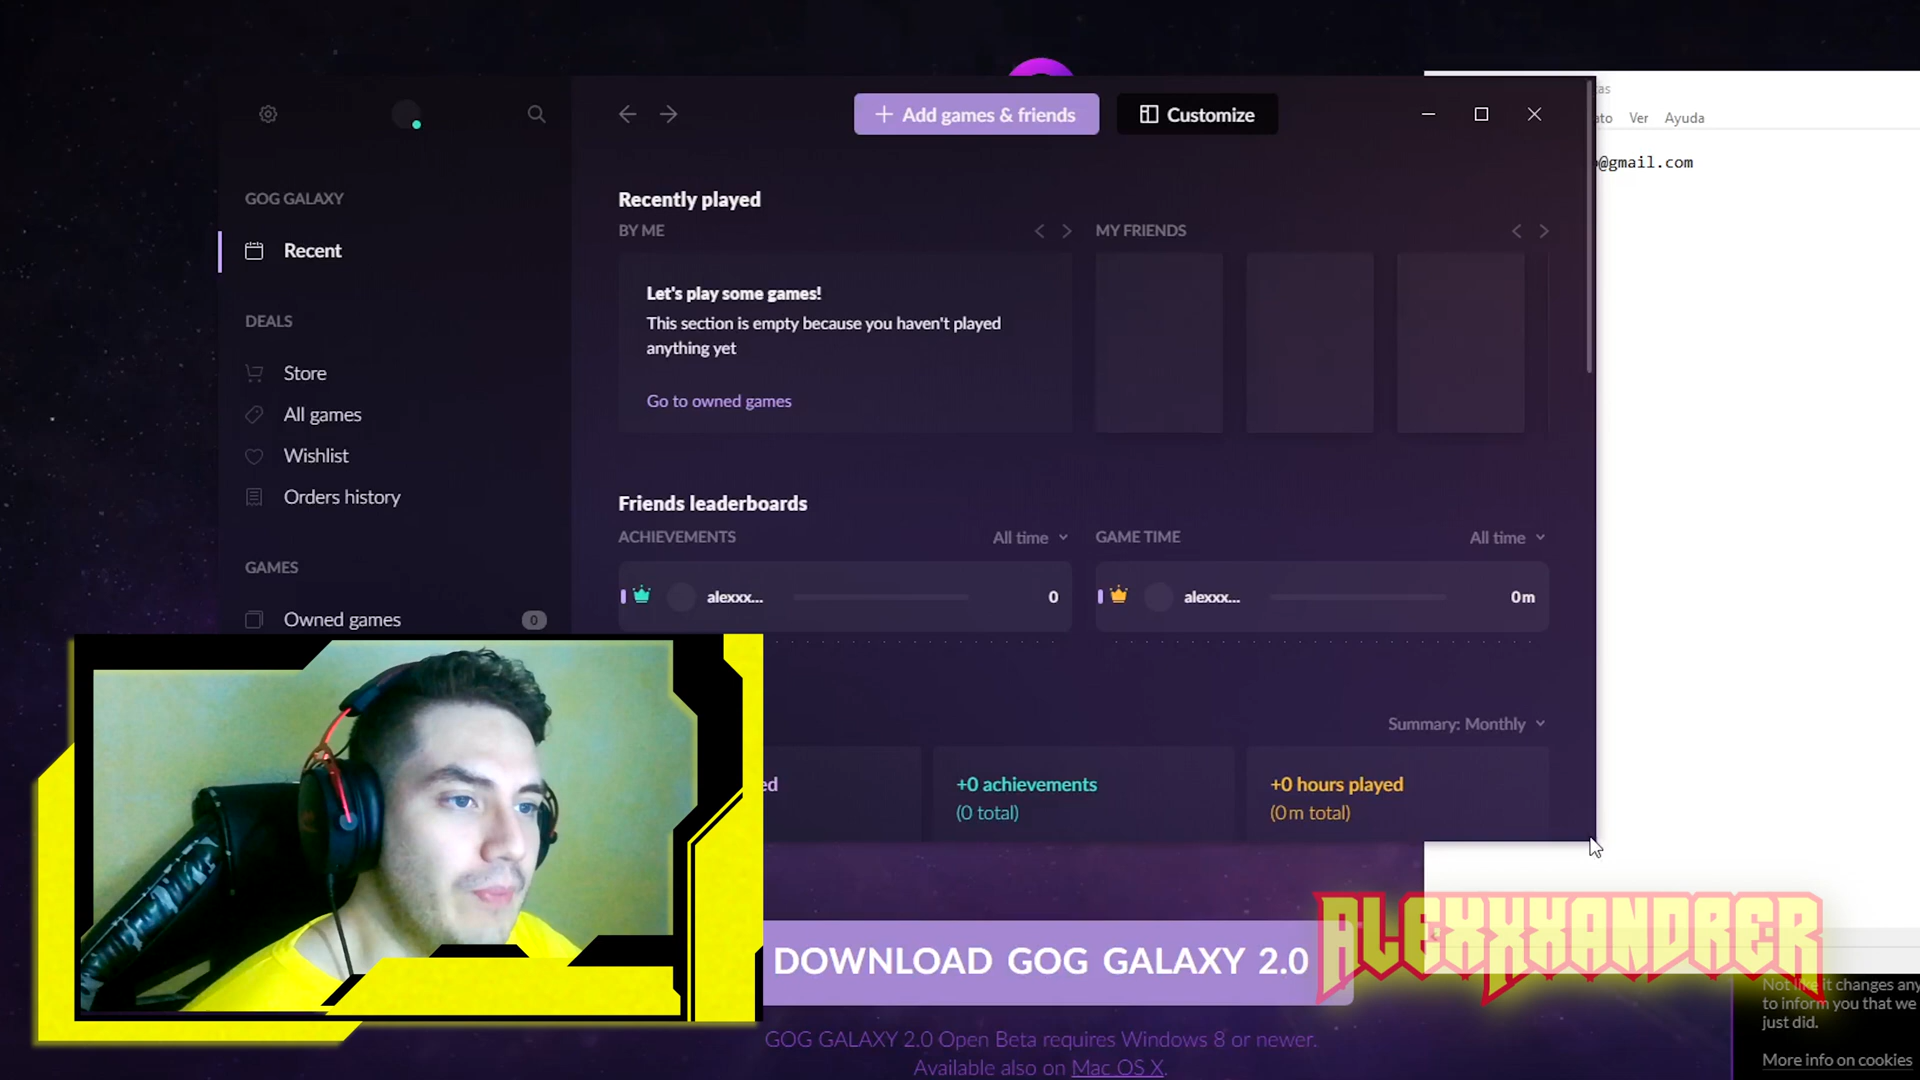 Add games & friends
Customize
GOG GALAXY
Recent
DEALS
Store
All games
Wishlist
Orders history
GAMES
Owned games
0
Recently played
BY ME
MY FRIENDS
Let's play some games!
This section is empty because you haven't played
anything yet
Go to owned games
Friends leaderboards
ACHIEVEMENTS
All time
GAME TIME
All time
alexxx...
0
alexxx...
0m
Summary: Monthly
+0 achievements
(0 total)
+0 hours played
(0m total)
Ver Ayuda
@gmail.com
DOWNLOAD GOG GALAXY 2.0
ALEXXXANDRER
GOG GALAXY 2.0 Open Beta requires Windows 8 or newer.
Available also on Mac OS X.
Not like it changes any
to inform you that we
just did.
More info on cookies